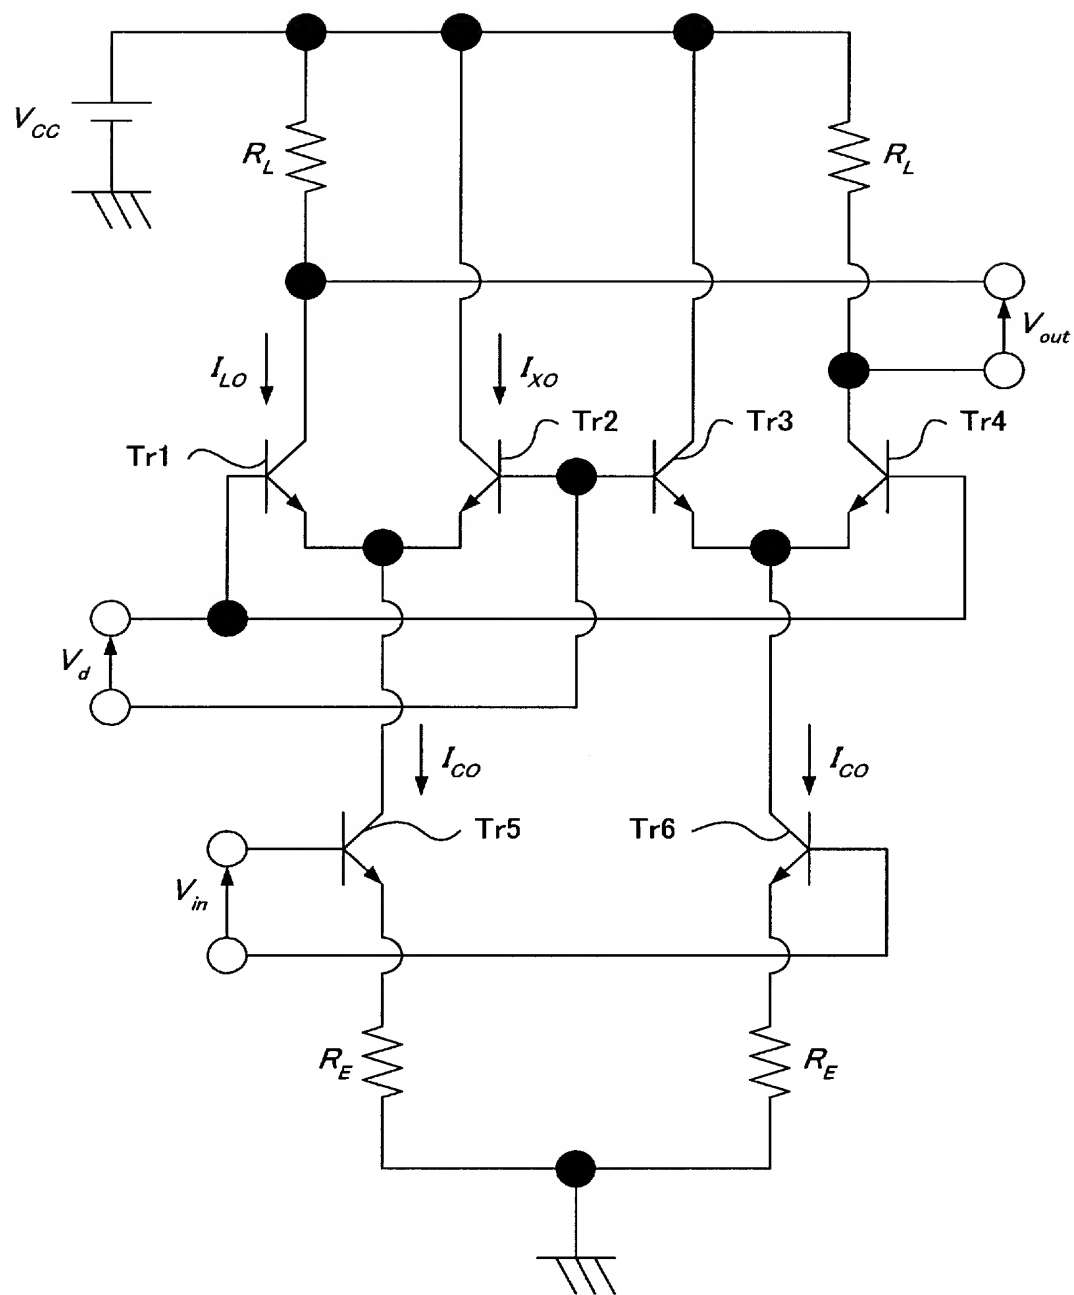 V_CC
R_L
R_L
V_out
I_LO
I_XO
Tr1
Tr2
Tr3
Tr4
V_d
I_CO
I_CO
Tr5
Tr6
V_in
R_E
R_E